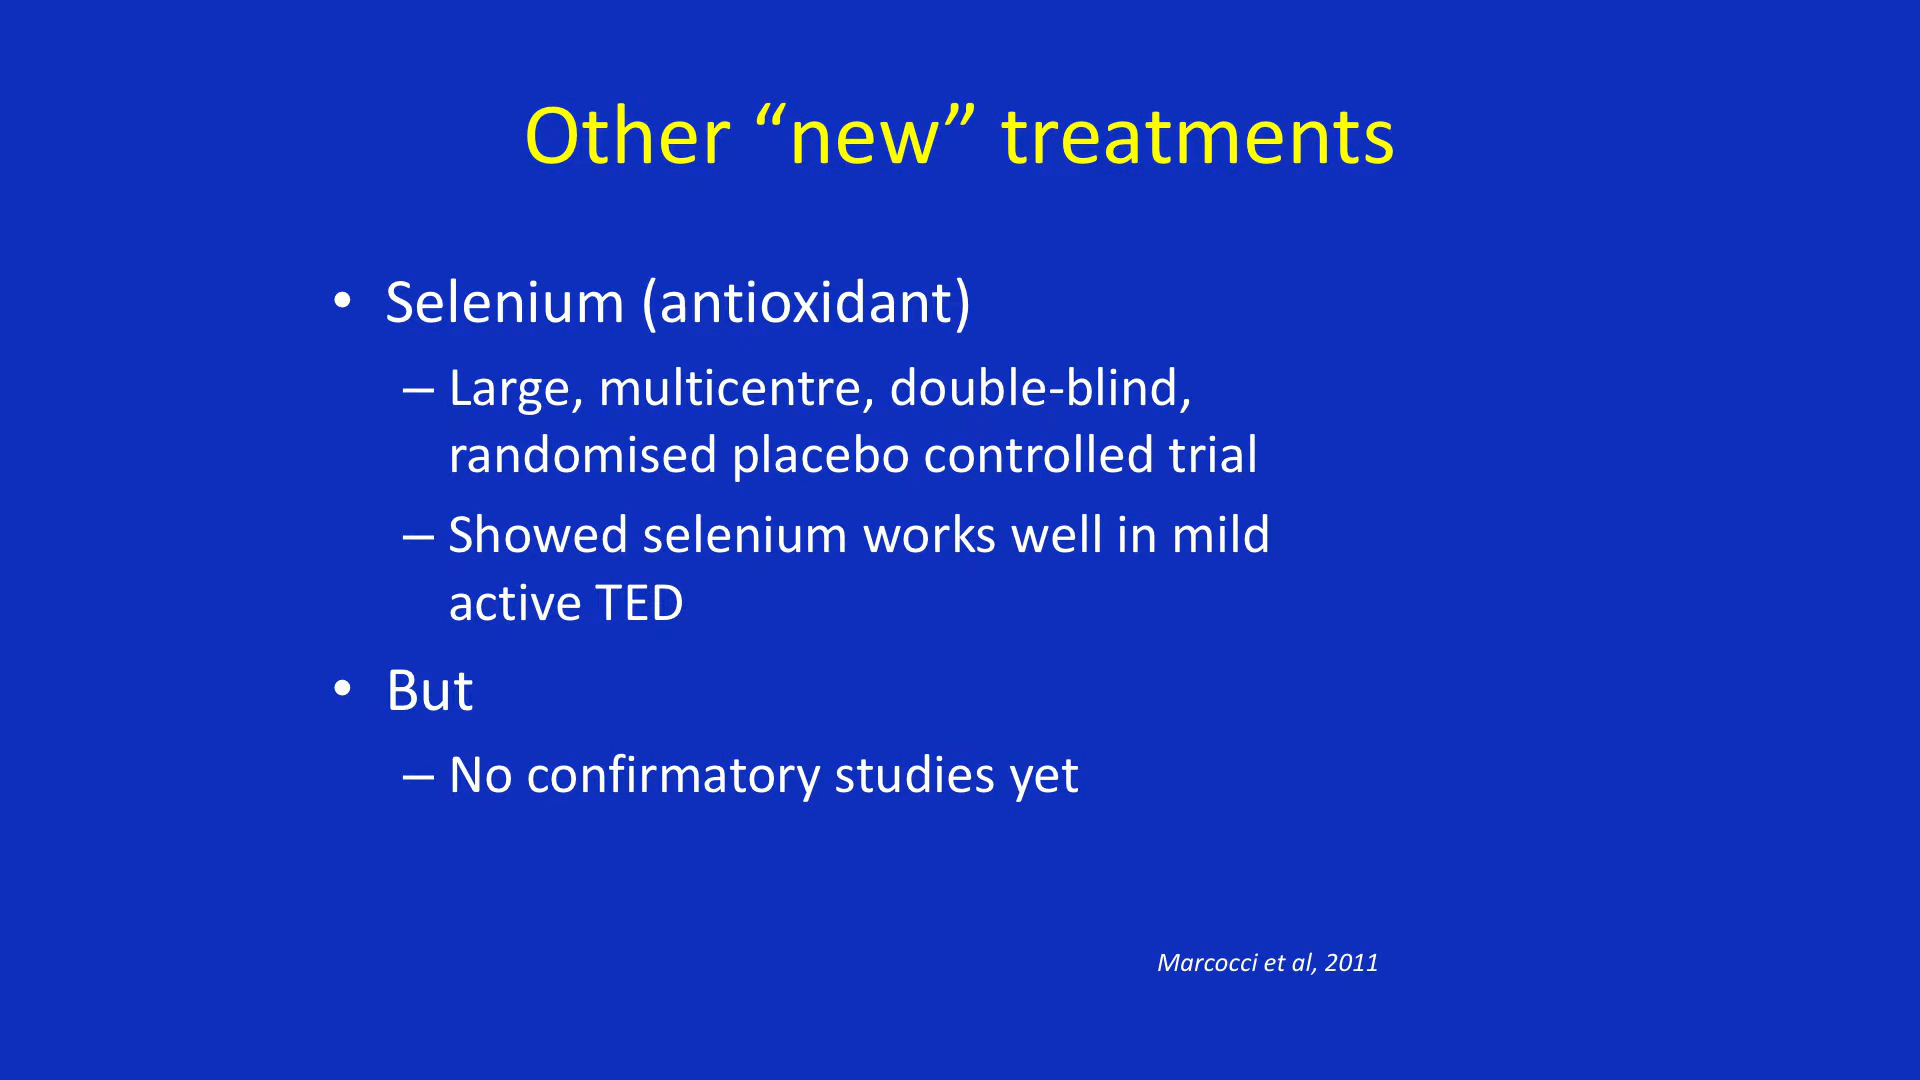 Other “new” treatments
• Selenium (antioxidant)
– Large, multicentre, double-blind,
randomised placebo controlled trial
– Showed selenium works well in mild
active TED
• But
– No confirmatory studies yet
Marcocci et al, 2011